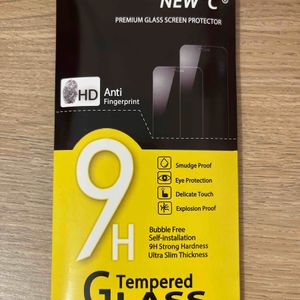 NEW'C®
PREMIUM GLASS SCREEN PROTECTOR
HD
Anti
Fingerprint
9H
Smudge Proof
Eye Protection
Delicate Touch
Explosion Proof
Bubble Free
Self-installation
9H Strong Hardness
Ultra Slim Thickness
Tempered
GLASS